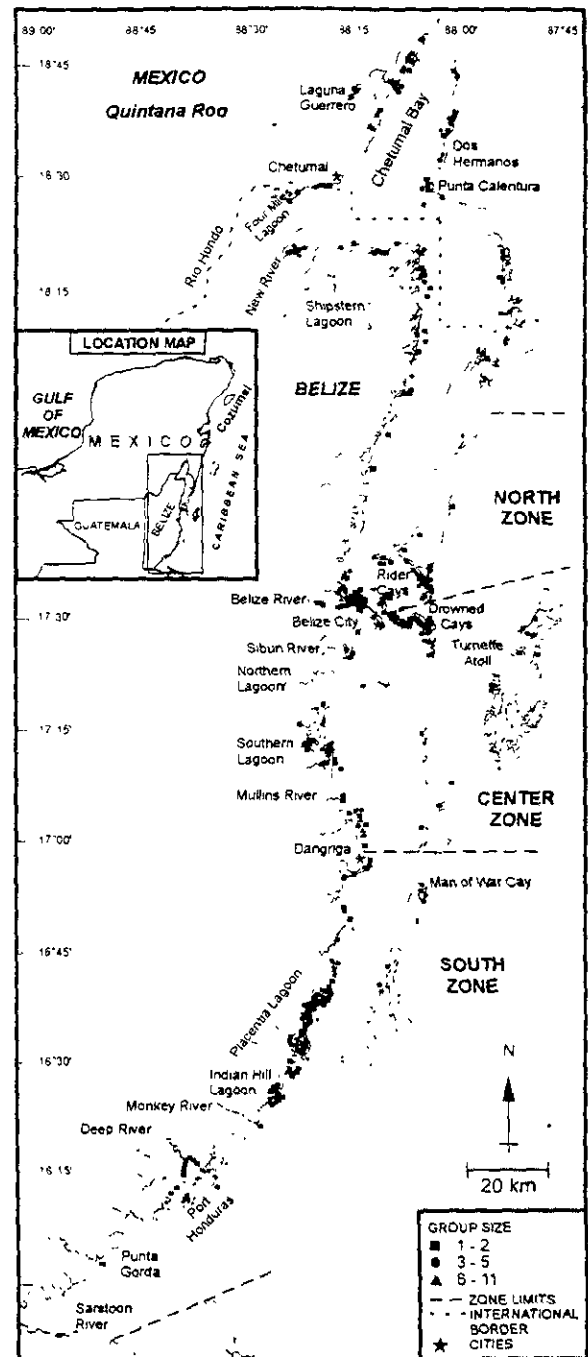 89 00' 88°45' 88°30' 88°15' 88°00' 87°45'
18°45'
MEXICO
Quintana Roo
Laguna
Guerrero
Chetumal Bay
Dos
Hermanos
18°30'
Chetumal
Punta Calentura
Four Miles
Lagoon
Rio Hundo
New River
18°15'
Shipstern
Lagoon
LOCATION MAP
GULF
OF
MEXICO
MEXICO
Cozumel
CARIBBEAN SEA
GUATEMALA
BELIZE
BELIZE
NORTH
ZONE
Rider
Cays
Belize River
17°30'
Belize City
Drowned
Cays
Sibun River
Turneffe
Atoll
Northern
Lagoon
17°15'
Southern
Lagoon
Mullins River
CENTER
ZONE
17°00'
Dangriga
Man of War Cay
16°45'
SOUTH
ZONE
Placentia Lagoon
16°30'
Indian Hill
Lagoon
N
Monkey River
Deep River
16°15'
Port
Honduras
20 km
Punta
Gorda
Sarstoon
River
GROUP SIZE
1 - 2
3 - 5
6 - 11
ZONE LIMITS
INTERNATIONAL
BORDER
CITIES